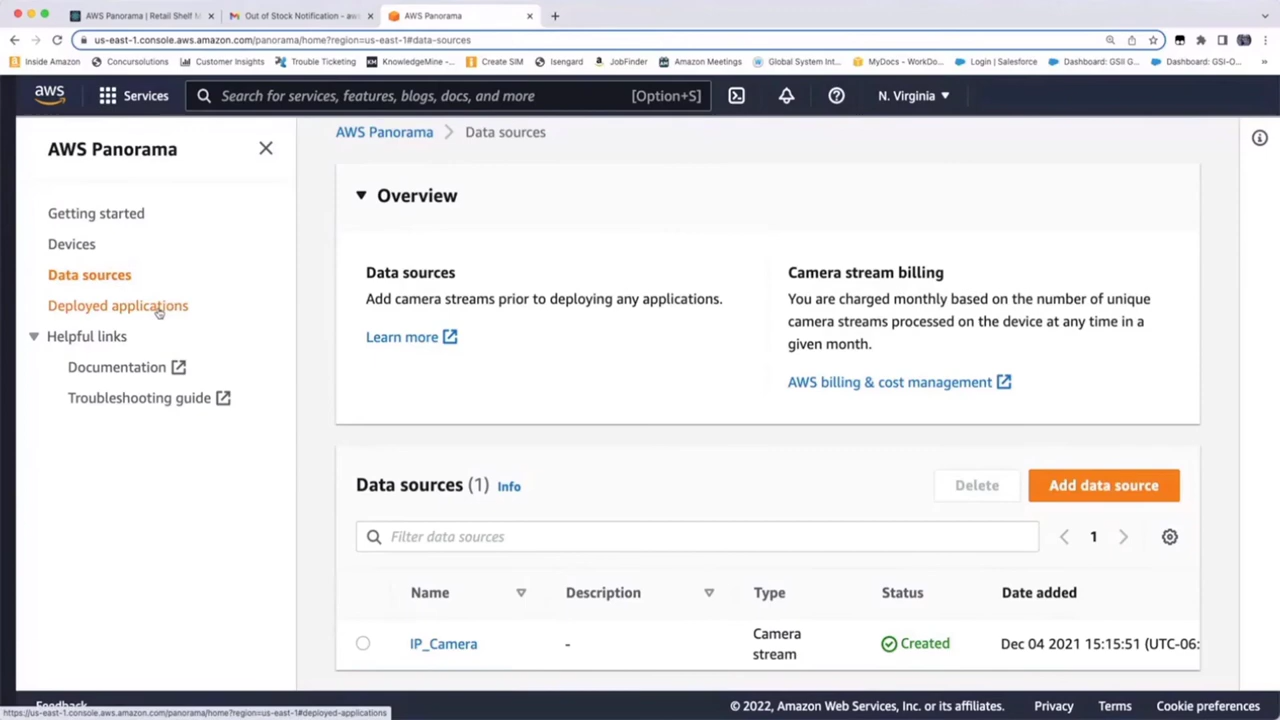 AWS Panorama | Retail Shelf M
Out of Stock Notification - aw
AWS Panorama
us-east-1.console.aws.amazon.com/panorama/home?region=us-east-1#data-sources
Inside Amazon
Concursolutions
Customer Insights
Trouble Ticketing
KnowledgeMine -...
Create SIM
Isengard
JobFinder
Amazon Meetings
Global System Int...
MyDocs - WorkDo...
Login | Salesforce
Dashboard: GSII G...
Dashboard: GSI-O...
aws
Services
Search for services, features, blogs, docs, and more
[Option+S]
N. Virginia
AWS Panorama
Getting started
Devices
Data sources
Deployed applications
Helpful links
Documentation
Troubleshooting guide
AWS Panorama
Data sources
Overview
Data sources
Add camera streams prior to deploying any applications.
Learn more
Camera stream billing
You are charged monthly based on the number of unique
camera streams processed on the device at any time in a
given month.
AWS billing & cost management
Data sources (1)
Info
Delete
Add data source
Filter data sources
1
Name
Description
Type
Status
Date added
IP_Camera
-
Camera
stream
Created
Dec 04 2021 15:15:51 (UTC-06:
Feedback
https://us-east-1.console.aws.amazon.com/panorama/home?region=us-east-1#deployed-applications
© 2022, Amazon Web Services, Inc. or its affiliates.
Privacy
Terms
Cookie preferences